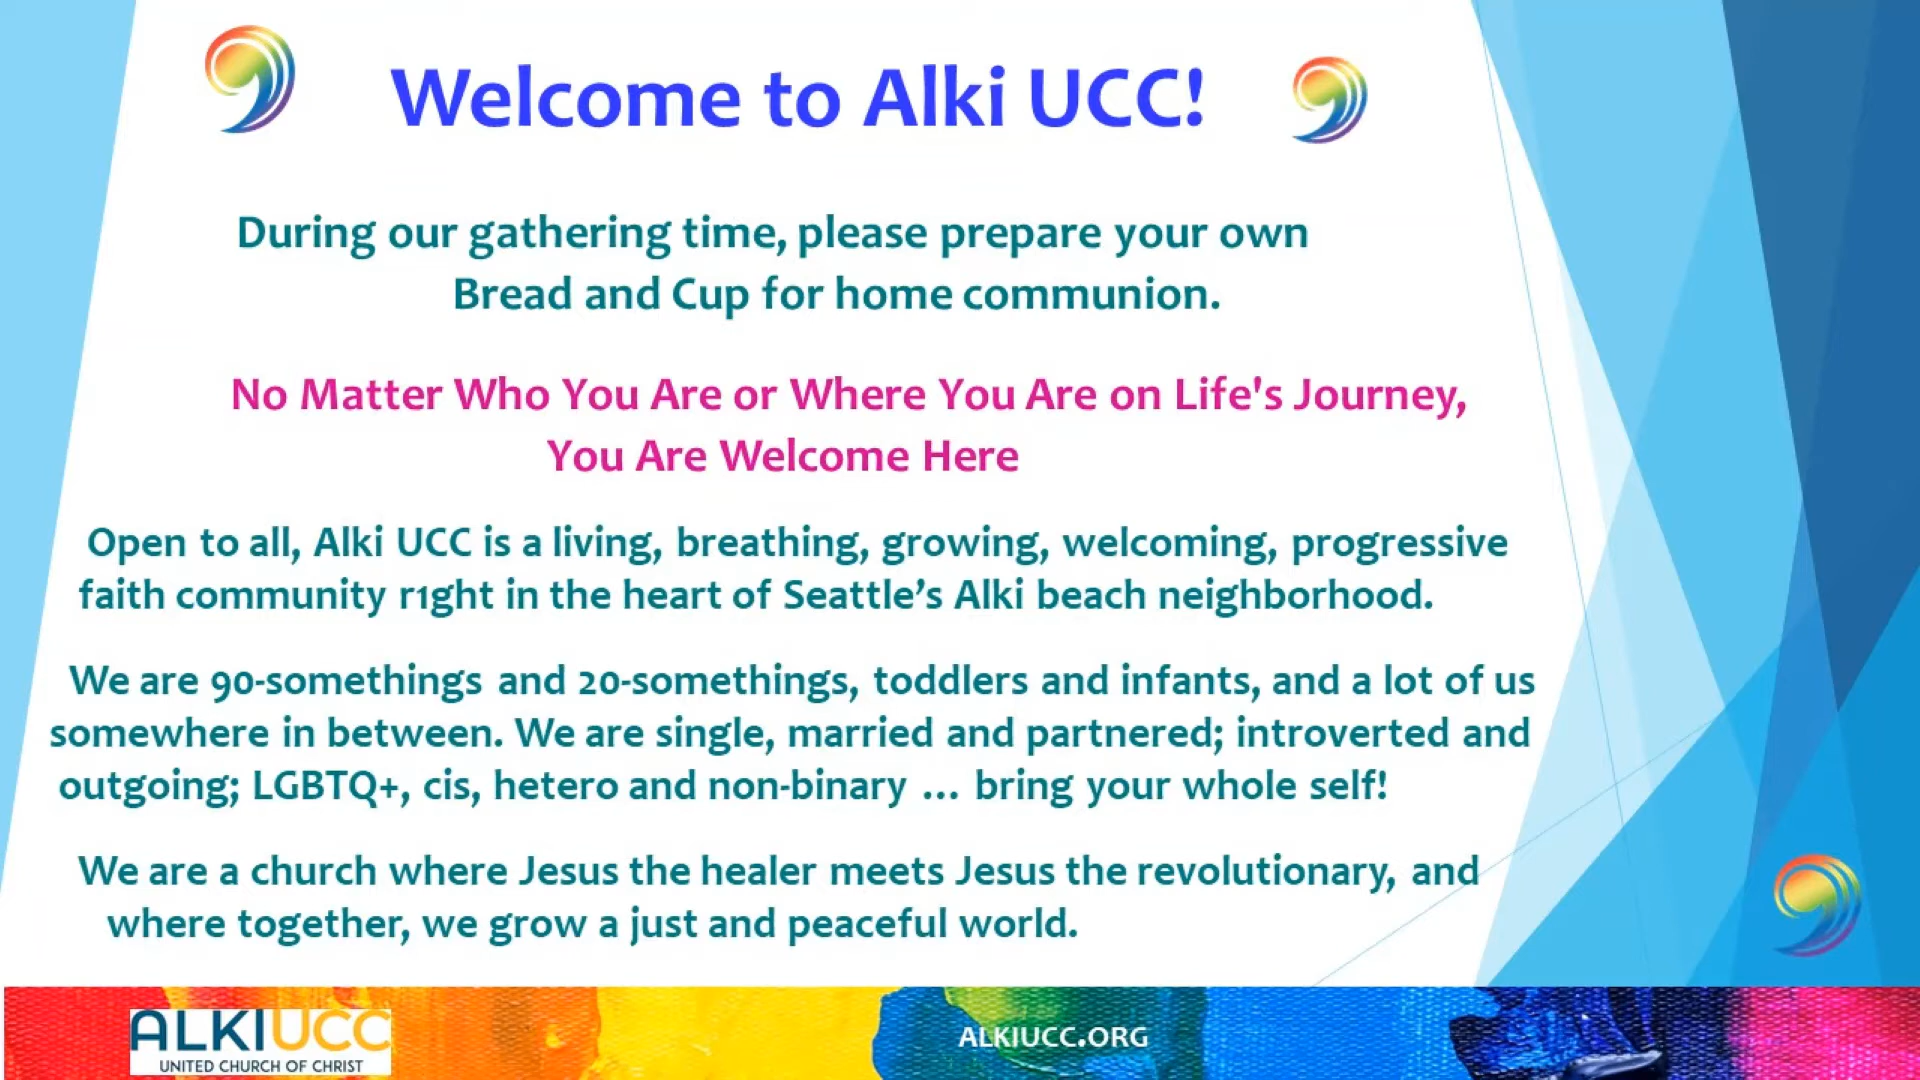 Welcome to Alki UCC!
During our gathering time, please prepare your own
Bread and Cup for home communion.
No Matter Who You Are or Where You Are on Life's Journey,
You Are Welcome Here
Open to all, Alki UCC is a living, breathing, growing, welcoming, progressive
faith community r1ght in the heart of Seattle’s Alki beach neighborhood.
We are 90-somethings and 20-somethings, toddlers and infants, and a lot of us
somewhere in between. We are single, married and partnered; introverted and
outgoing; LGBTQ+, cis, hetero and non-binary … bring your whole self!
We are a church where Jesus the healer meets Jesus the revolutionary, and
where together, we grow a just and peaceful world.
ALKIUCC
UNITED CHURCH OF CHRIST
ALKIUCC.ORG